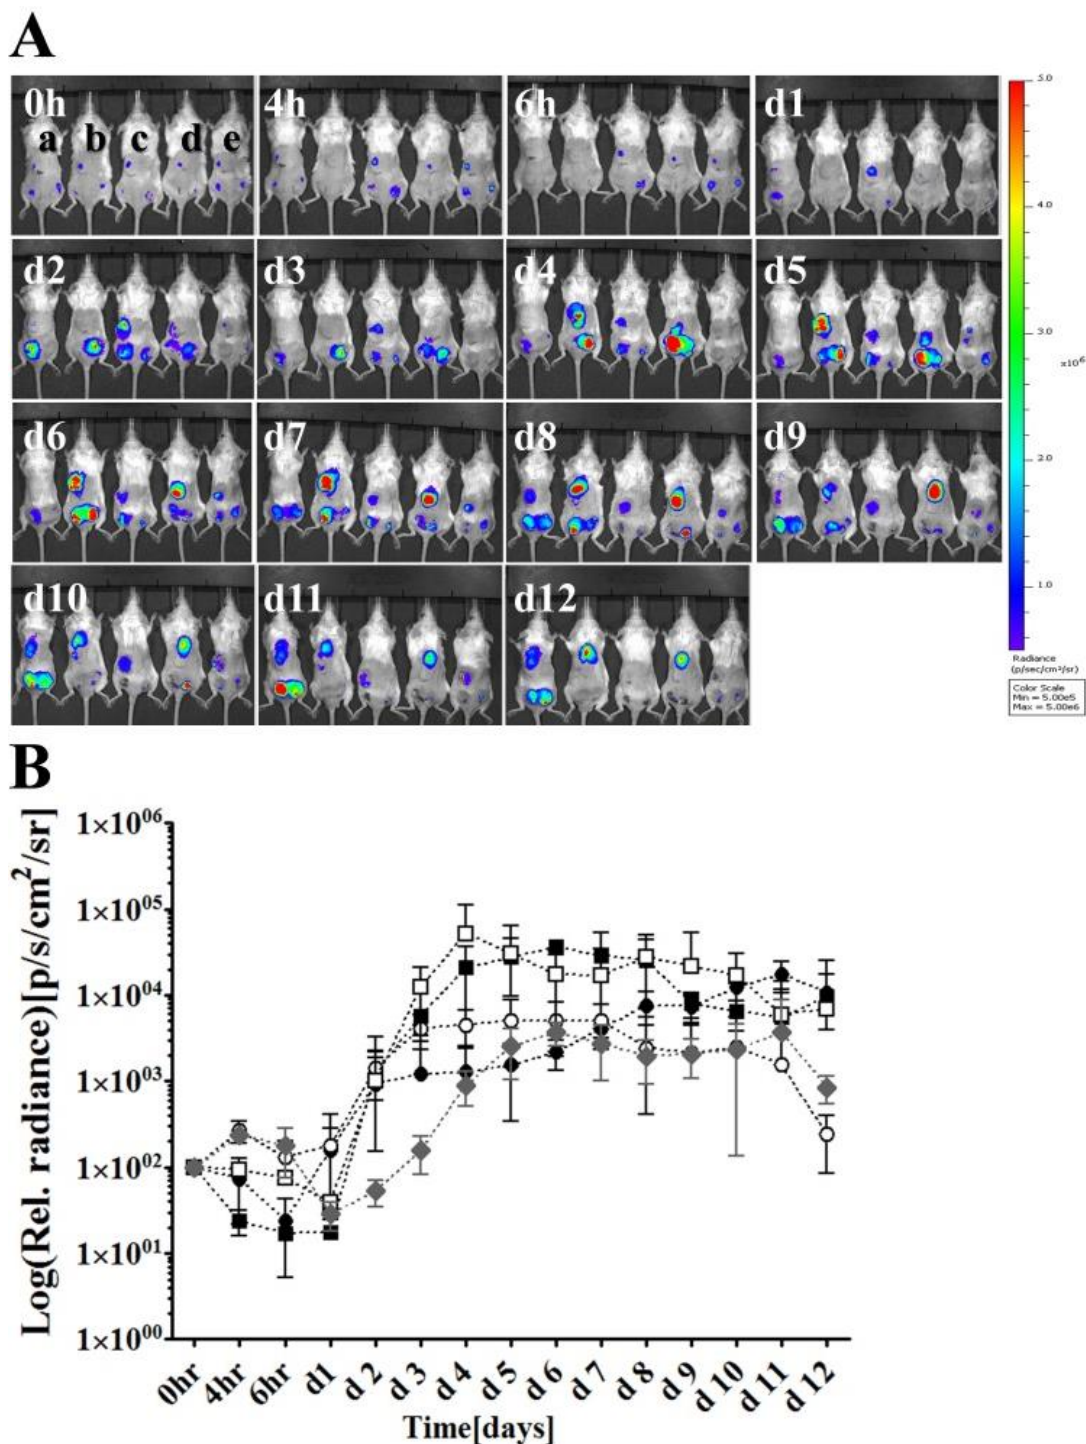 A
0h
4h
6h
d1
a b c d e
d2
d3
d4
d5
d6
d7
d8
d9
d10
d11
d12
5.0
4.0
3.0
x10⁶
2.0
1.0
Radiance
(p/sec/cm²/sr)
Color Scale
Min = 5.00e5
Max = 5.00e6
B
Log(Rel. radiance)[p/s/cm²/sr]
1×10⁰⁶
1×10⁰⁵
1×10⁰⁴
1×10⁰³
1×10⁰²
1×10⁰¹
1×10⁰⁰
0hr 4hr 6hr d1 d 2 d 3 d 4 d 5 d 6 d 7 d 8 d 9 d 10 d 11 d 12
Time[days]